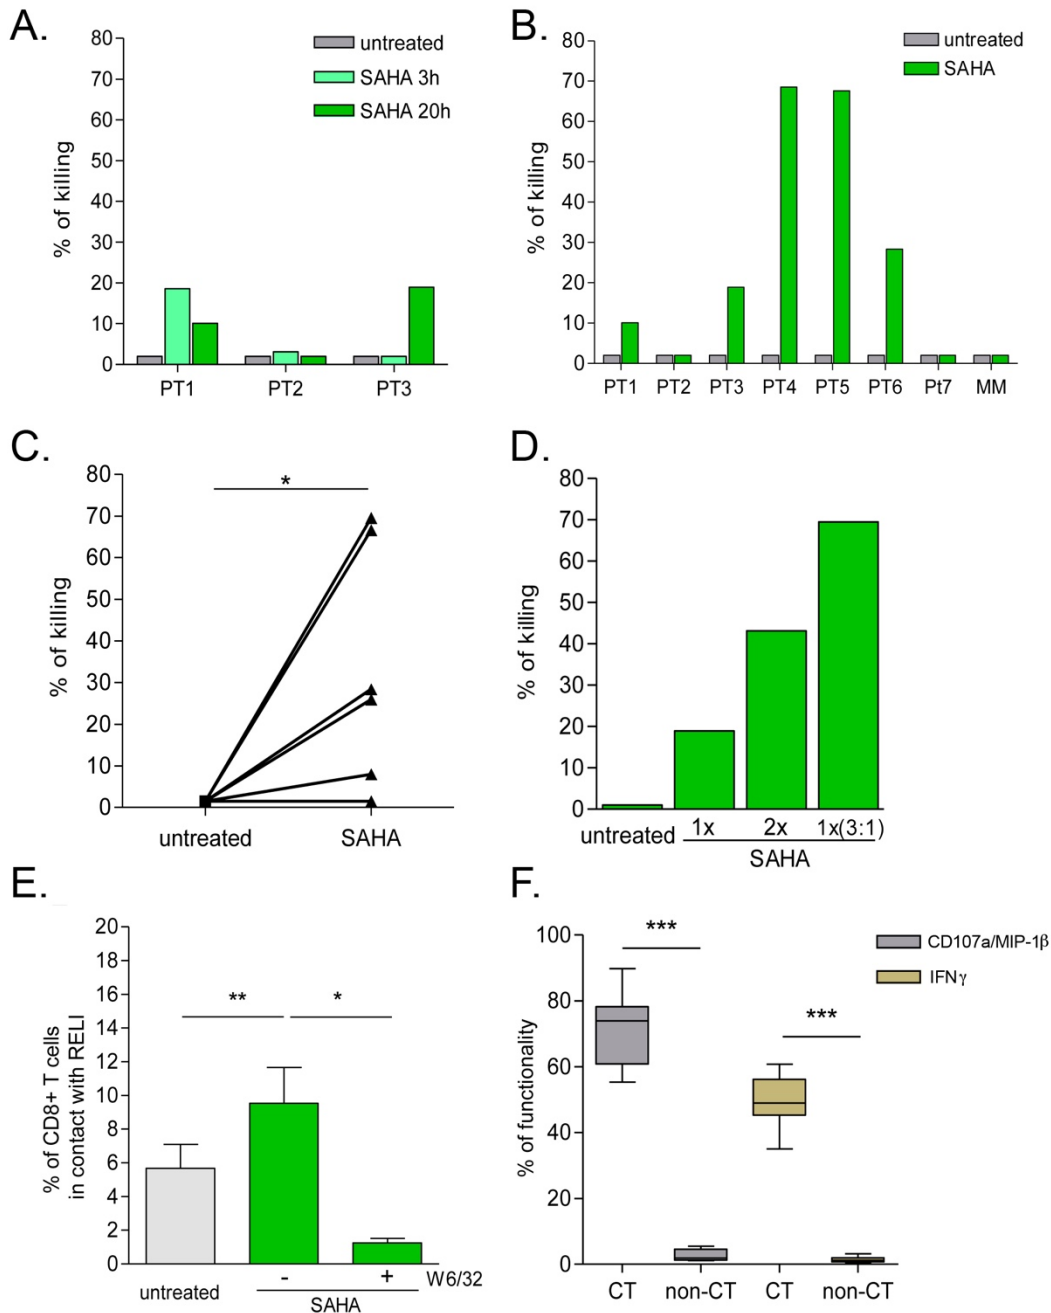 A.
80
70
60
50
40
30
20
10
0
% of killing
untreated
SAHA 3h
SAHA 20h
PT1 PT2 PT3
B.
80
70
60
50
40
30
20
10
0
% of killing
untreated
SAHA
PT1 PT2 PT3 PT4 PT5 PT6 Pt7 MM
C.
80
70
60
50
40
30
20
10
0
% of killing
*
untreated SAHA
D.
80
70
60
50
40
30
20
10
0
% of killing
untreated 1x 2x 1x(3:1)
SAHA
E.
20
18
16
14
12
10
8
6
4
2
0
% of CD8+ T cells
in contact with RELI
** *
untreated - + W6/32
SAHA
F.
100
80
60
40
20
0
% of functionality
***
***
CD107a/MIP-1β
IFNγ
CT non-CT CT non-CT